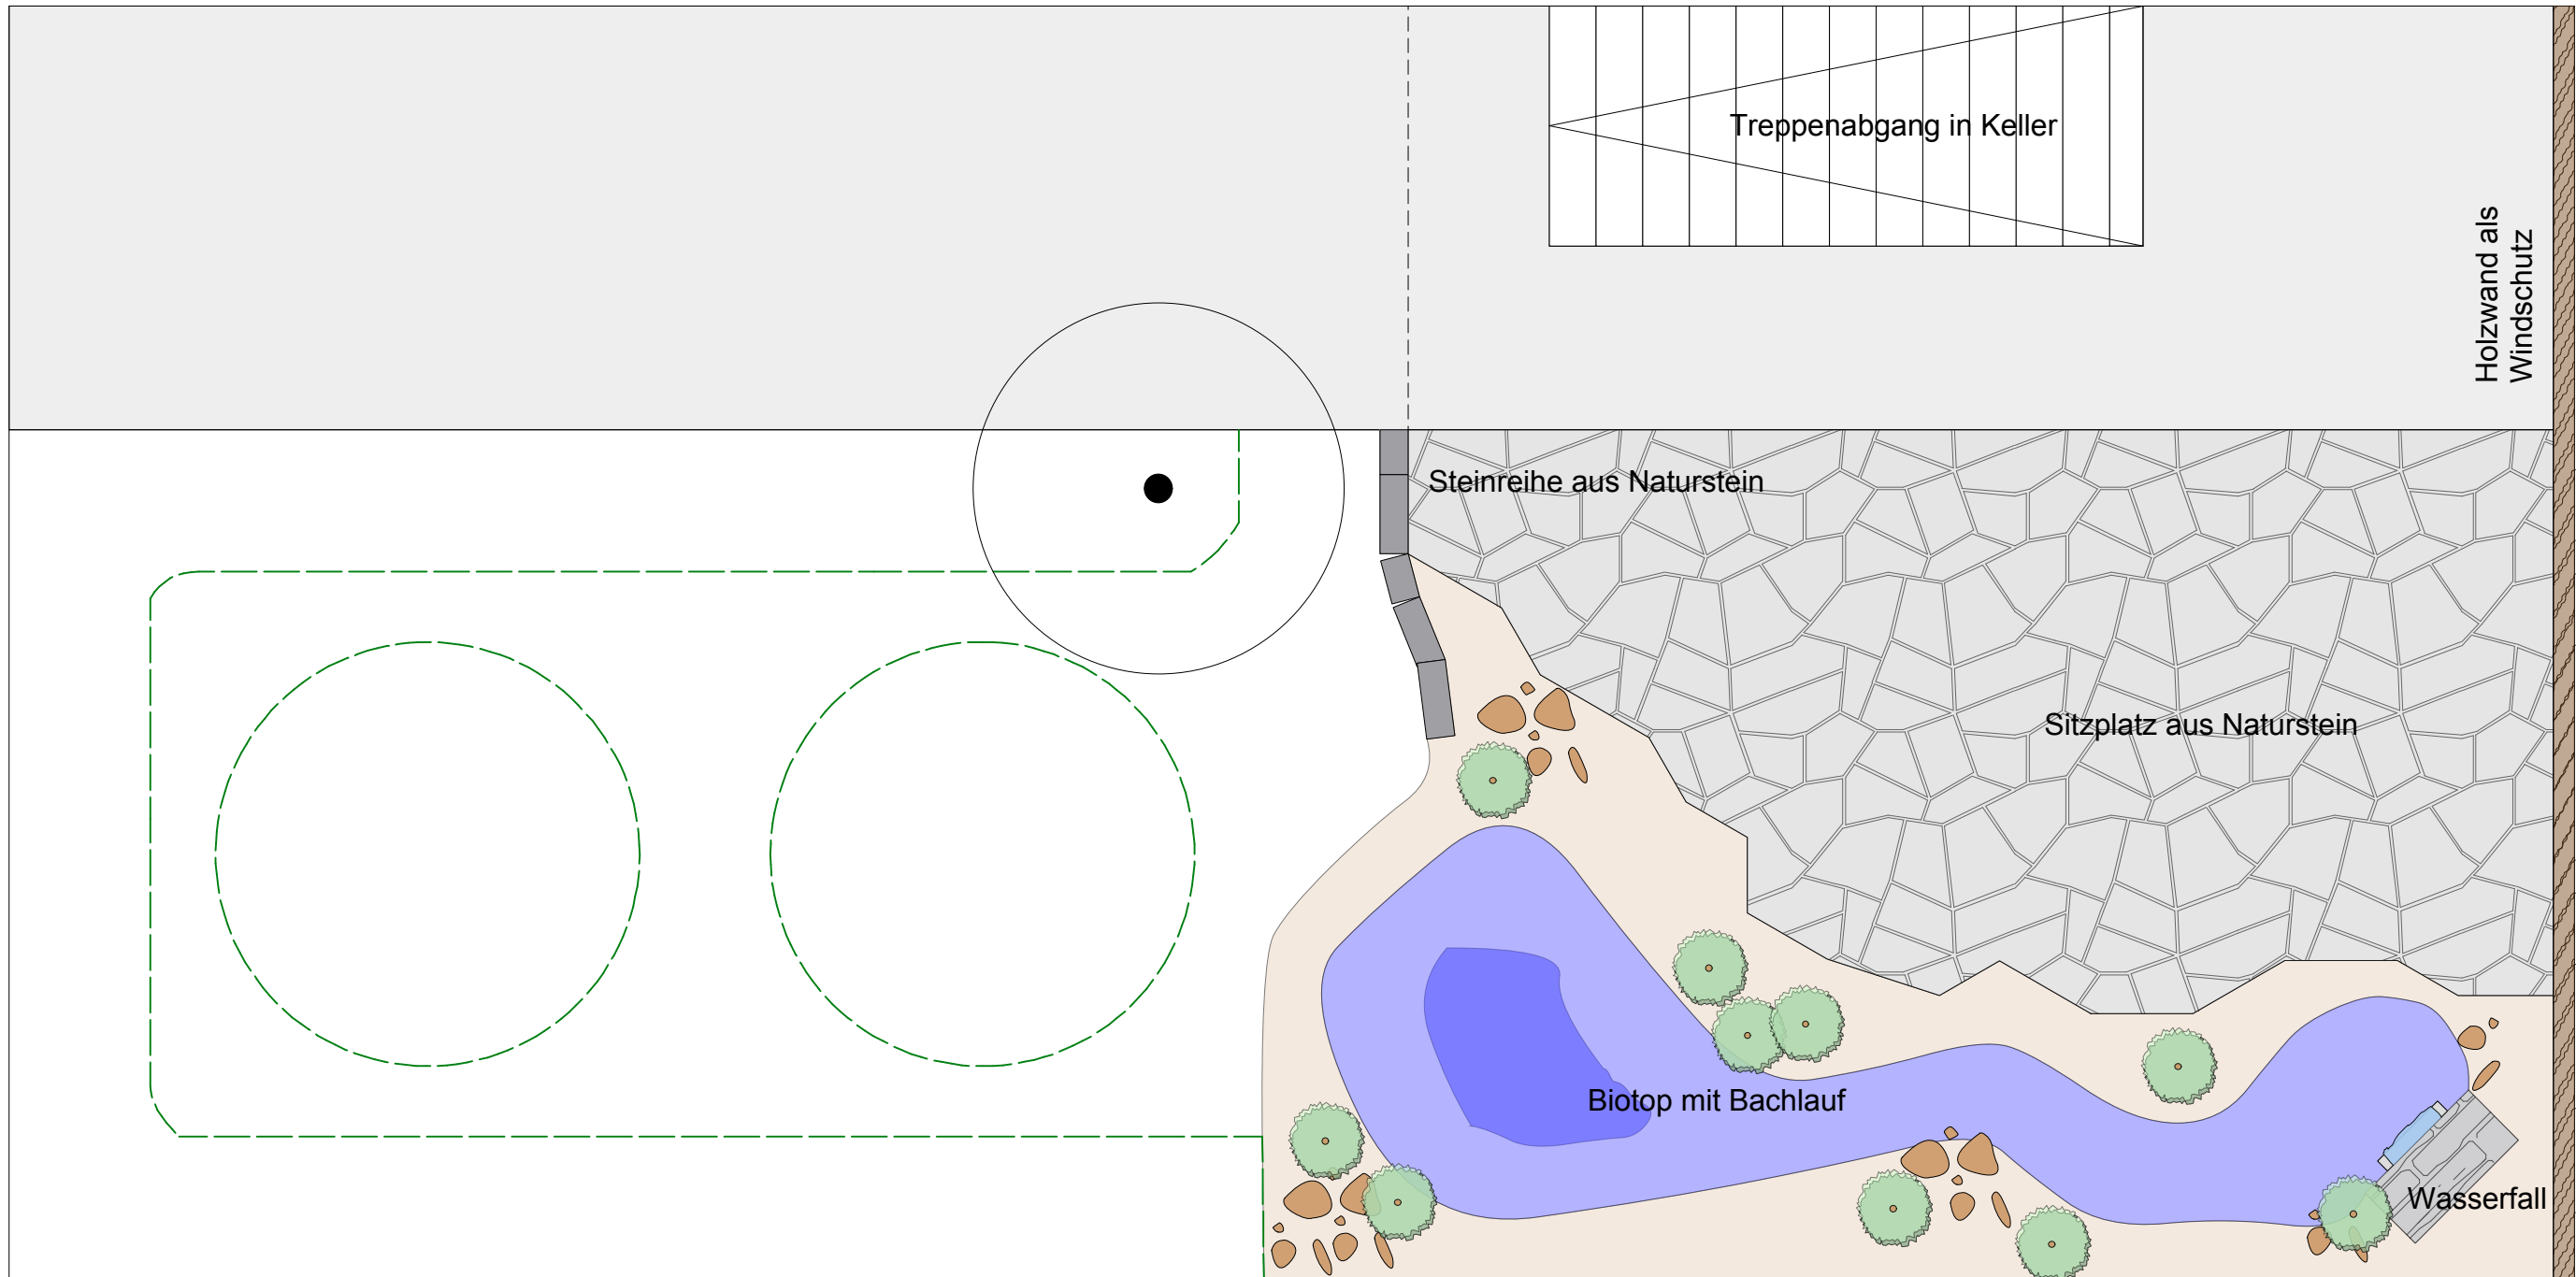 Treppenabgang in Keller
Holzwand als
Windschutz
Steinreihe aus Naturstein
Sitzplatz aus Naturstein
Biotop mit Bachlauf
Wasserfall